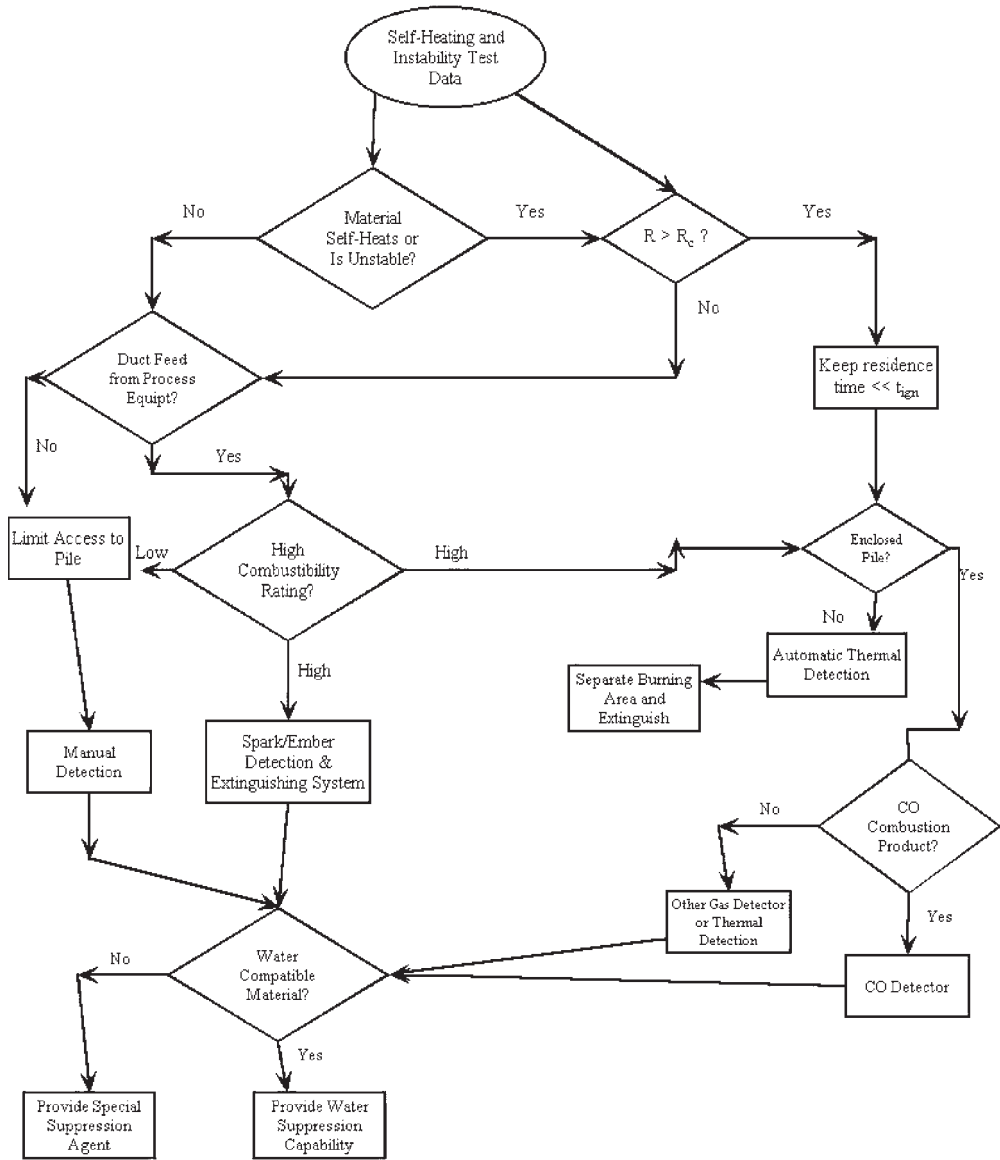 Self-Heating and
Instability Test
Data
No
Material
Self-Heats or
Is Unstable?
Yes
R > Rc ?
Yes
No
Duct Feed
from Process
Equipt?
Keep residence
time << tign
No
Yes
Limit Access to
Pile
Low
High
Combustibility
Rating?
High
Enclosed
Pile?
Yes
No
High
Automatic Thermal
Detection
Separate Burning
Area and
Extinguish
Manual
Detection
Spark/Ember
Detection &
Extinguishing System
No
CO
Combustion
Product?
Other Gas Detector
or Thermal
Detection
Yes
No
Water
Compatible
Material?
CO Detector
Yes
Provide Special
Suppression
Agent
Provide Water
Suppression
Capability